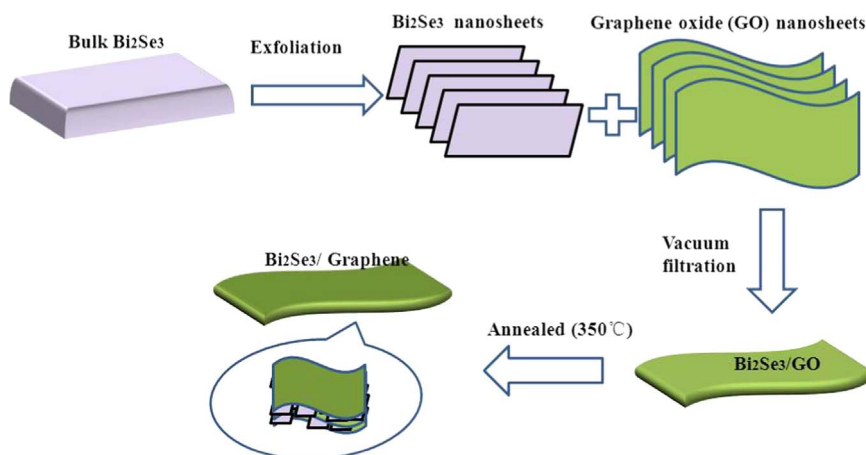 Bulk Bi2Se3
Exfoliation
Bi2Se3 nanosheets
Graphene oxide (GO) nanosheets
Vacuum
filtration
Bi2Se3/GO
Annealed (350℃)
Bi2Se3/ Graphene